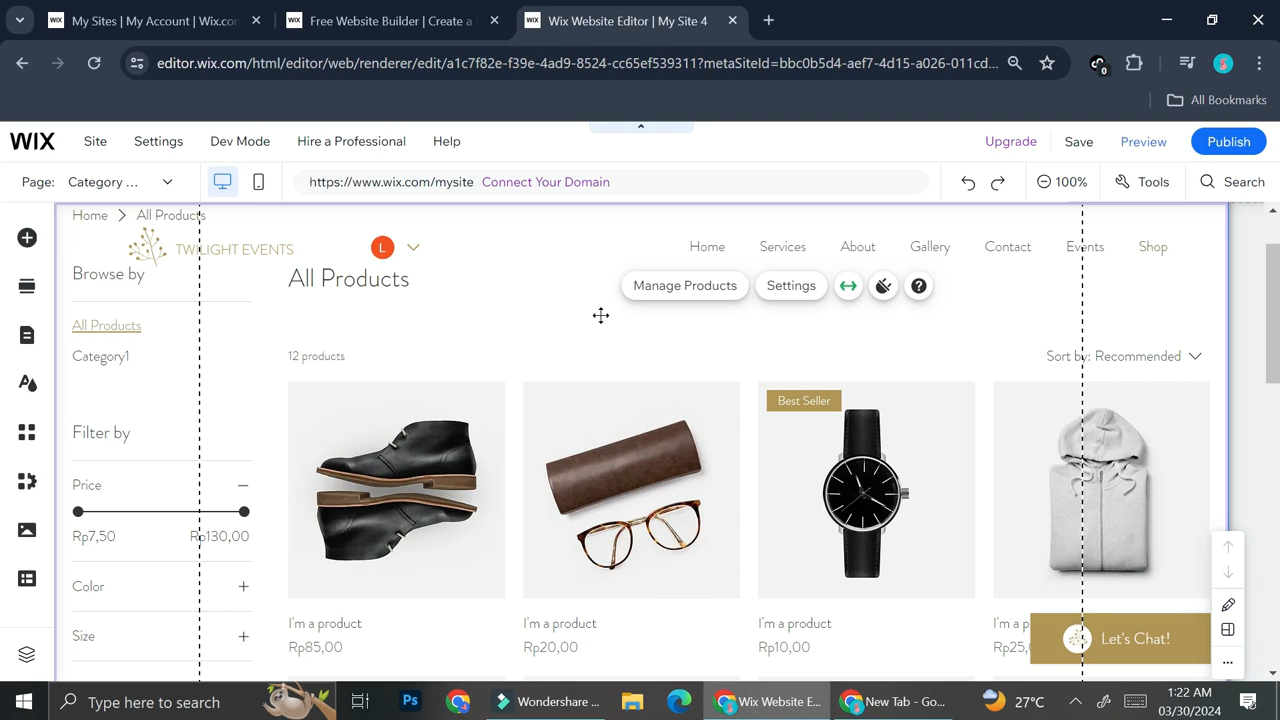 My Sites | My Account | Wix.com
Free Website Builder | Create a
Wix Website Editor | My Site 4
editor.wix.com/html/editor/web/renderer/edit/a1c7f82e-f39e-4ad9-8524-cc65ef539311?metaSiteId=bbc0b5d4-aef7-4d15-a026-011cd...
0
All Bookmarks
WIX
Site
Settings
Dev Mode
Hire a Professional
Help
Upgrade
Save
Preview
Publish
Page: Category ...
https://www.wix.com/mysite Connect Your Domain
100%
Tools
Search
Home > All Products
TWILIGHT EVENTS
L
Home
Services
About
Gallery
Contact
Events
Shop
Browse by
All Products
Manage Products
Settings
?
All Products
Category1
12 products
Sort by: Recommended
Filter by
Best Seller
Price
Rp7,50
Rp130,00
Color
Size
I'm a product
Rp85,00
I'm a product
Rp20,00
I'm a product
Rp10,00
I'm a p
Rp25,
Let's Chat!
Type here to search
Ps
Wondershare ...
Wix Website E...
New Tab - Go...
27°C
1:22 AM
03/30/2024